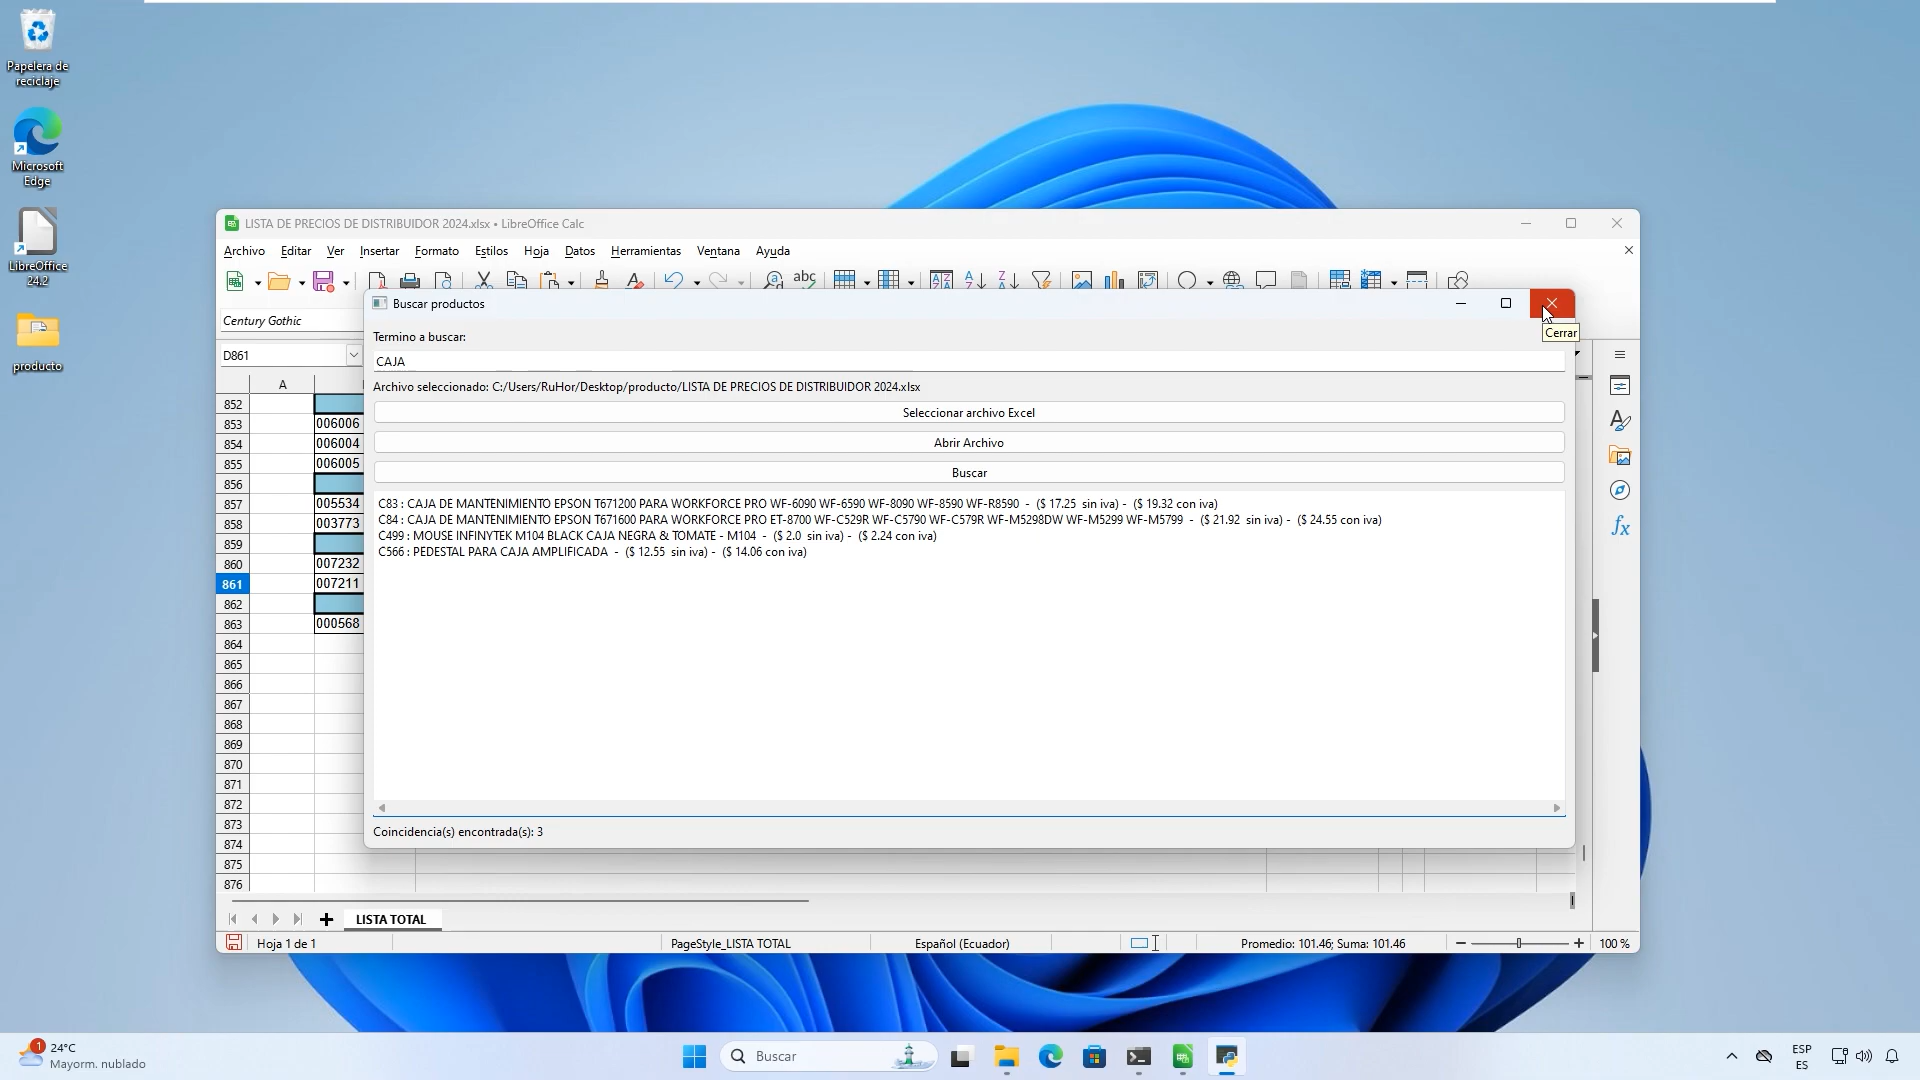 Papelera de
reciclaje
Microsoft
Edge
LibreOffice
24.2
producto
LISTA DE PRECIOS DE DISTRIBUIDOR 2024.xlsx • LibreOffice Calc
Archivo Editar Ver Insertar Formato Estilos Hoja Datos Herramientas Ventana Ayuda
Century Gothic
D861
A
852
853 006006
854 006004
855 006005
856
857 005534
858 003773
859
860 007232
861 007211
862
863 000568
864
865
866
867
868
869
870
871
872
873
874
875
876
Buscar productos
Cerrar
Termino a buscar:
CAJA
Archivo seleccionado: C:/Users/RuHor/Desktop/producto/LISTA DE PRECIOS DE DISTRIBUIDOR 2024.xlsx
Seleccionar archivo Excel
Abrir Archivo
Buscar
C83 : CAJA DE MANTENIMIENTO EPSON T671200 PARA WORKFORCE PRO WF-6090 WF-6590 WF-8090 WF-8590 WF-R8590 - ($ 17.25 sin iva) - ($ 19.32 con iva)
C84 : CAJA DE MANTENIMIENTO EPSON T671600 PARA WORKFORCE PRO ET-8700 WF-C529R WF-C5790 WF-C579R WF-M5298DW WF-M5299 WF-M5799 - ($ 21.92 sin iva) - ($ 24.55 con iva)
C499 : MOUSE INFINYTEK M104 BLACK CAJA NEGRA & TOMATE - M104 - ($ 2.0 sin iva) - ($ 2.24 con iva)
C566 : PEDESTAL PARA CAJA AMPLIFICADA - ($ 12.55 sin iva) - ($ 14.06 con iva)
Coincidencia(s) encontrada(s): 3
LISTA TOTAL
Hoja 1 de 1 PageStyle_LISTA TOTAL Español (Ecuador) Promedio: 101.46; Suma: 101.46 100 %
1
24°C
Mayorm. nublado
Buscar
ESP
ES